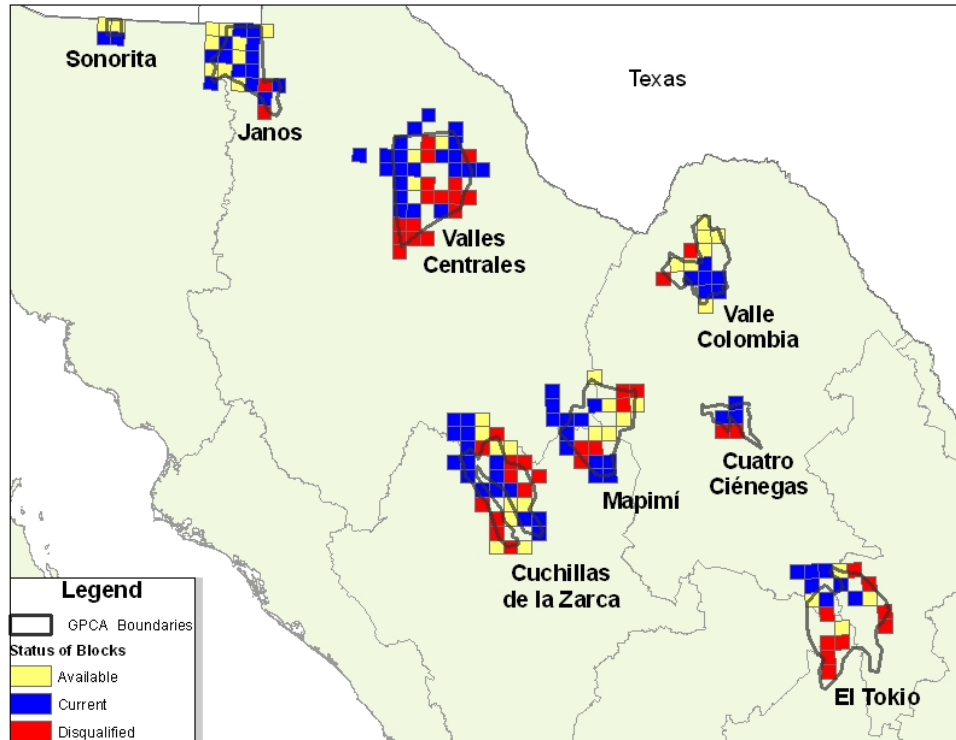 Sonorita
Janos
Texas
Valles
Centrales
Valle
Colombia
Cuatro
Ciénegas
Mapimí
Cuchillas
de la Zarca
El Tokio
Legend
GPCA Boundaries
Status of Blocks
Available
Current
Disqualified